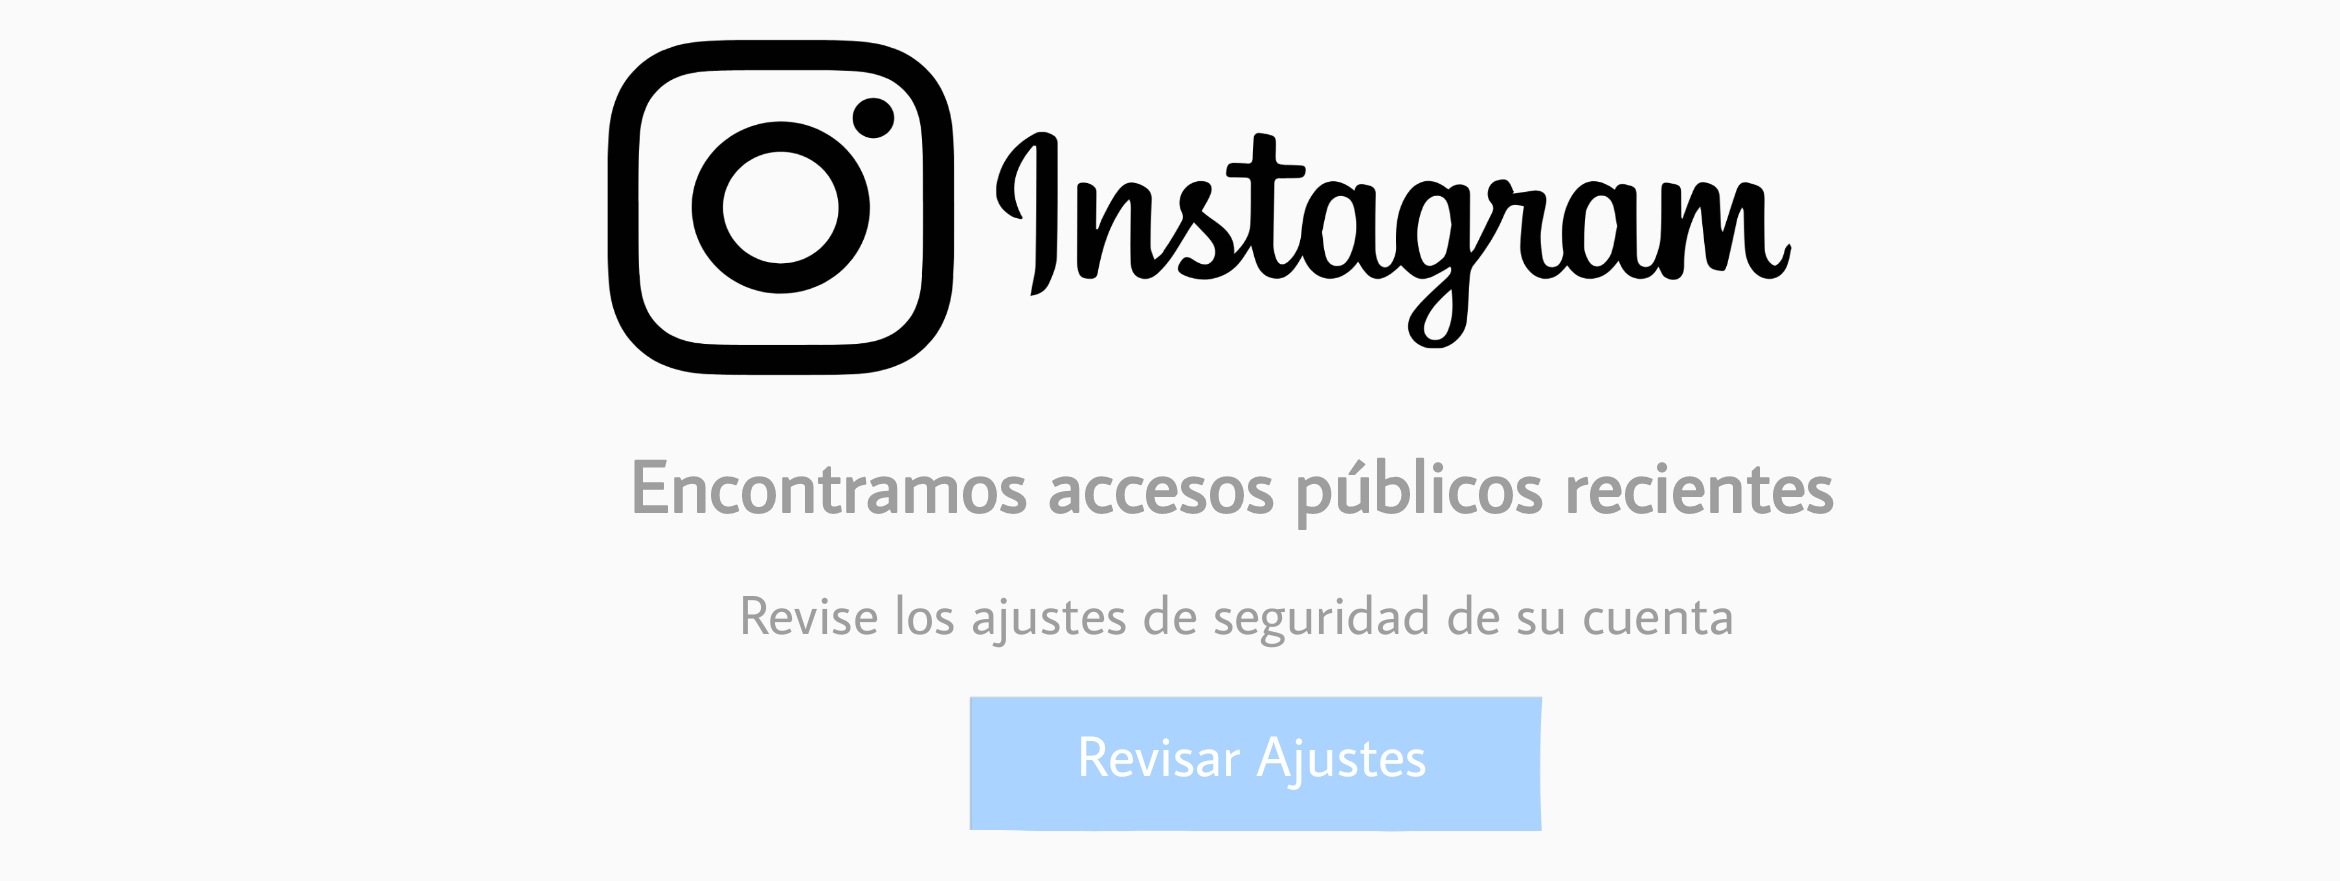 Instagram
Encontramos accesos públicos recientes
Revise los ajustes de seguridad de su cuenta
Revisar Ajustes